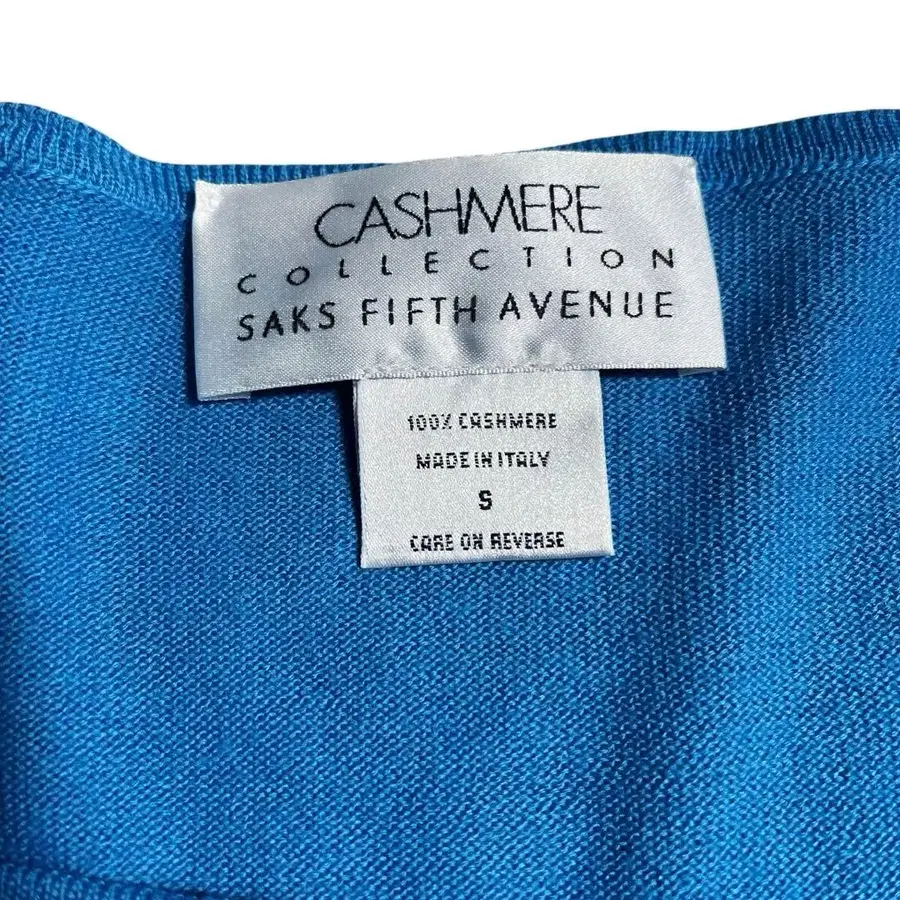 CASHMERE
COLLECTION
SAKS FIFTH AVENUE
100% CASHMERE
MADE IN ITALY
S
CARE ON REVERSE